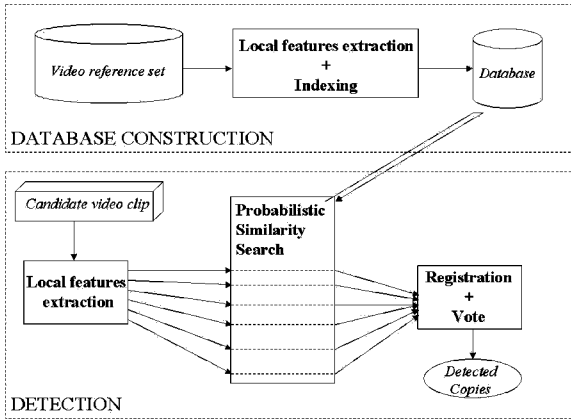 Video reference set
Local features extraction
+
Indexing
Database
DATABASE CONSTRUCTION
Candidate video clip
Probabilistic
Similarity
Search
Local features
extraction
Registration
+
Vote
Detected
Copies
DETECTION